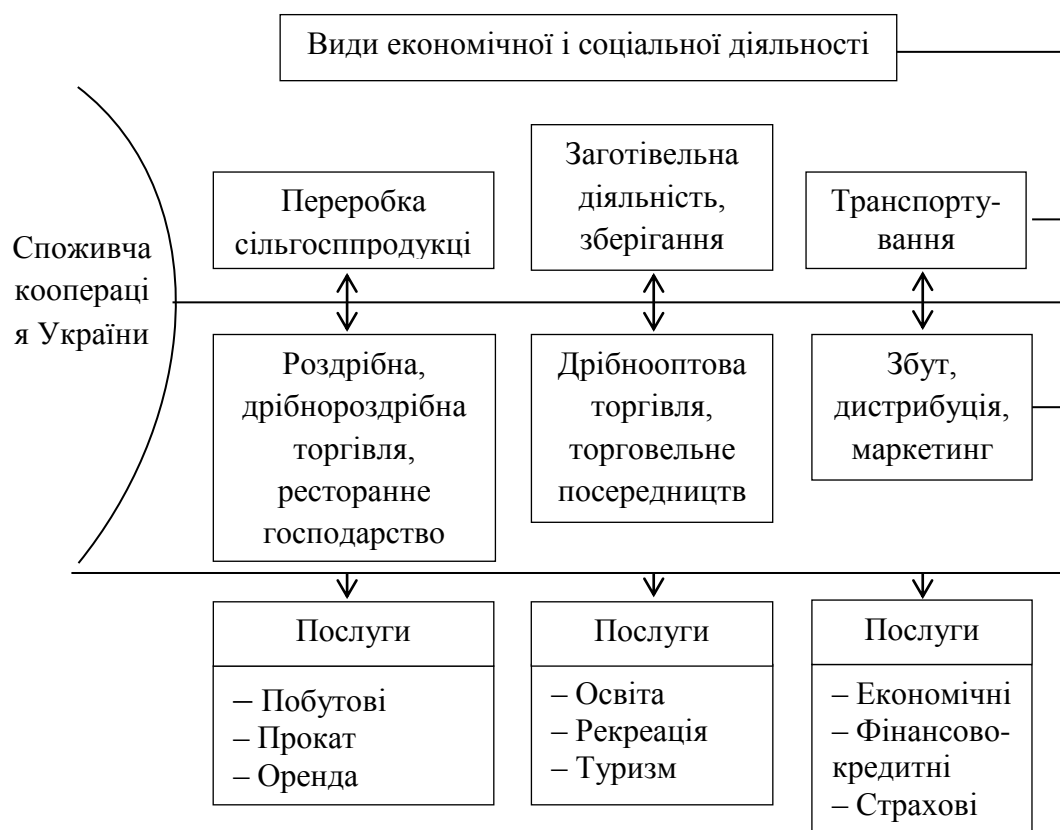 Види економічної і соціальної діяльності
Споживча
коопераці
я України
Переробка
сільгосппродукці
Заготівельна
діяльність,
зберігання
Транспорту-
вання
Роздрібна,
дрібнороздрібна
торгівля,
ресторанне
господарство
Дрібнооптова
торгівля,
торговельне
посередництв
Збут,
дистрибуція,
маркетинг
Послуги
– Побутові
– Прокат
– Оренда
Послуги
– Освіта
– Рекреація
– Туризм
Послуги
– Економічні
– Фінансово-
кредитні
– Страхові